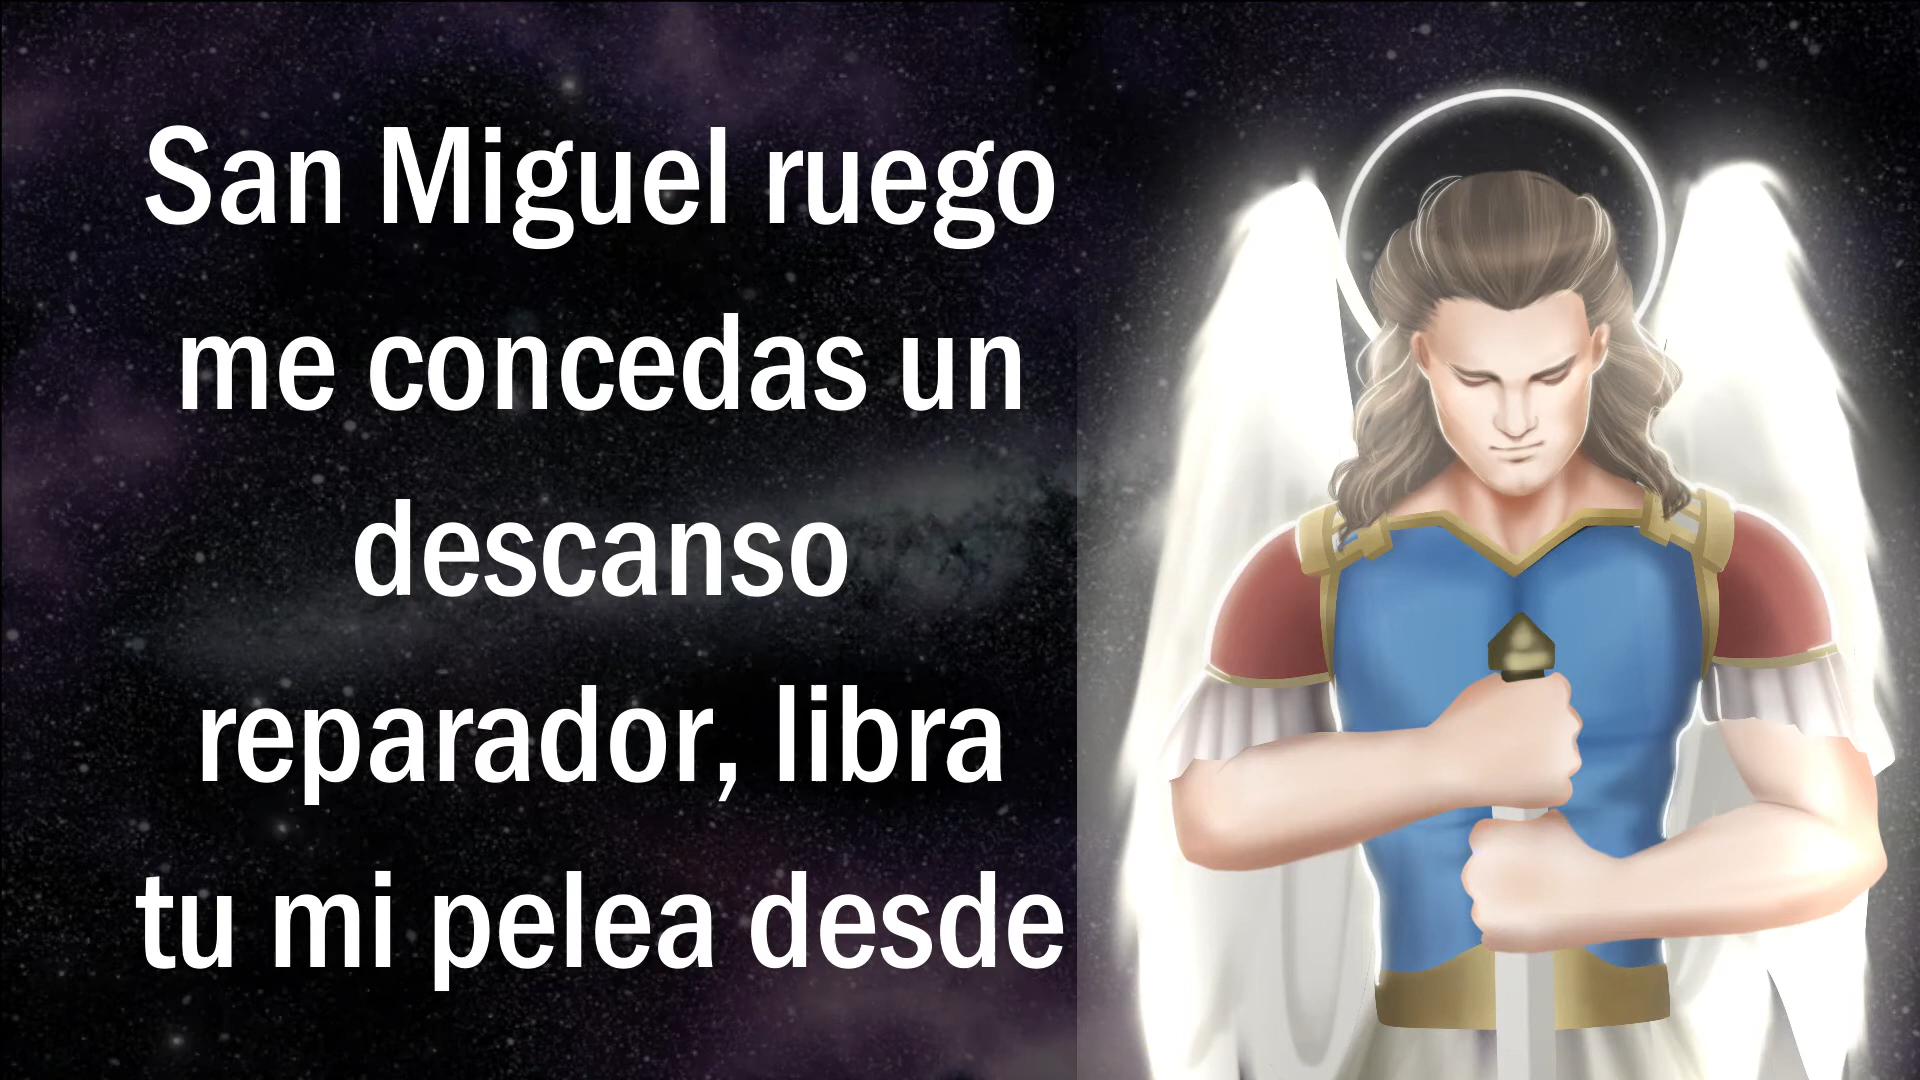 San Miguel ruego
me concedas un
descanso
reparador, libra
tu mi pelea desde